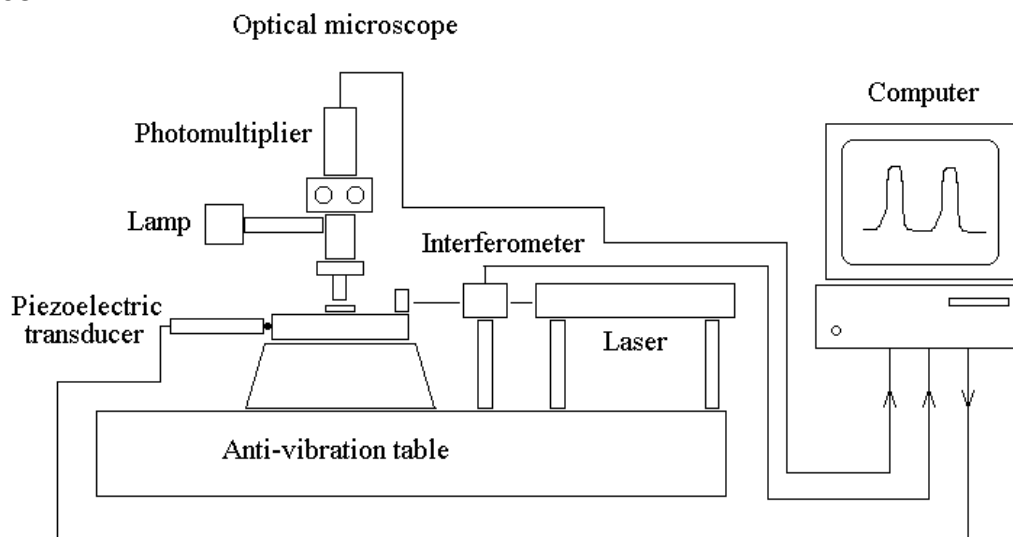 Optical microscope
Computer
Photomultiplier
Lamp
Interferometer
Piezoelectric
transducer
Laser
Anti-vibration table